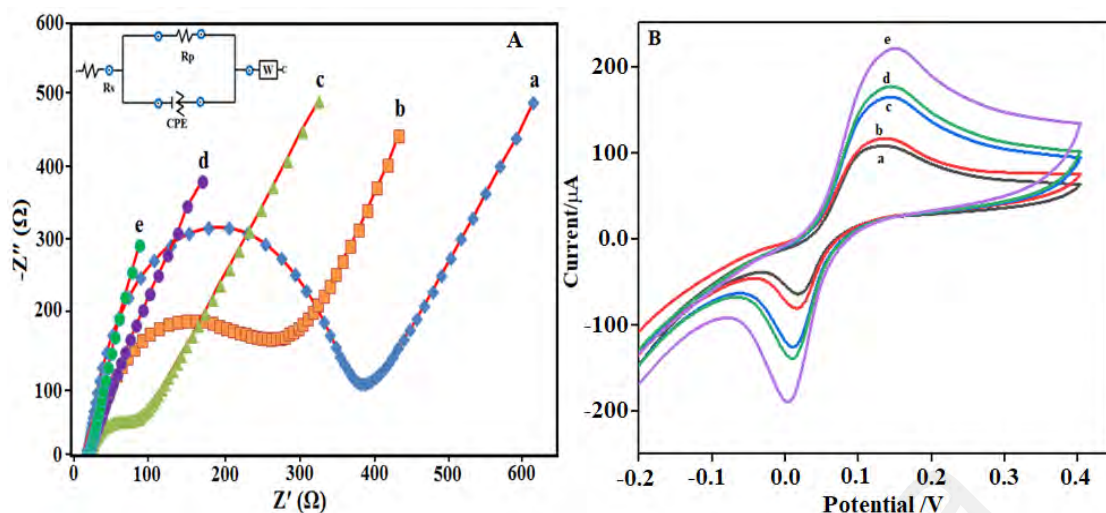 A
Rs
Rp
CPE
W
c
a
b
c
d
e
600
500
400
300
200
100
0
-Z″ (Ω)
0
100
200
300
400
500
600
Z′ (Ω)
B
e
d
c
b
a
200
100
0.0
-100
-200
Current/µA
-0.2
-0.1
0.0
0.1
0.2
0.3
0.4
Potential /V